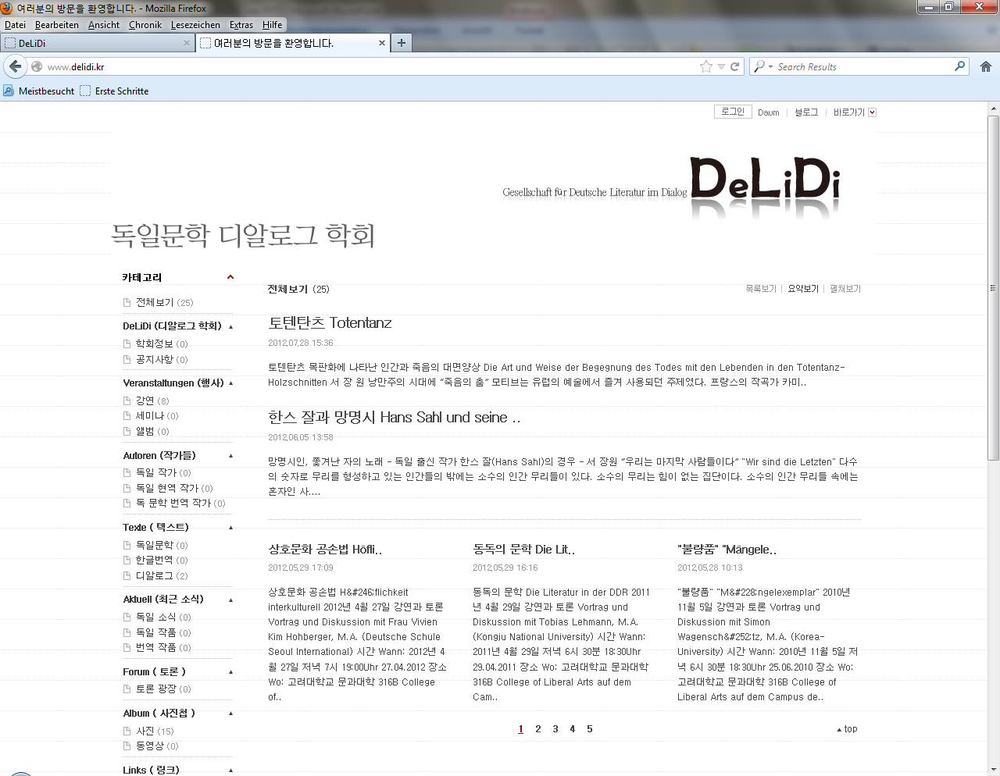 여러분의 방문을 환영합니다. - Mozilla Firefox
Datei Bearbeiten Ansicht Chronik Lesezeichen Extras Hilfe
DeLiDi
여러분의 방문을 환영합니다.
www.delidi.kr
Search Results
Meistbesucht Erste Schritte
로그인 Daum 블로그 바로가기
Gesellschaft für Deutsche Literatur im Dialog DeLiDi
독일문학 디알로그 학회
카테고리
전체보기 (25)
DeLiDi (디알로그 학회)
학회정보 (0)
공지사항 (0)
Veranstaltungen (행사)
강연 (8)
세미나 (0)
앨범 (0)
Autoren (작가들)
독일 작가 (0)
독일 현역 작가 (0)
독 문학 번역 작가 (0)
Texte ( 텍스트)
독일문학 (0)
한글번역 (0)
디알로그 (2)
Aktuell (최근 소식)
독일 소식 (0)
독일 작품 (0)
번역 작품 (0)
Forum ( 토론 )
토론 광장 (0)
Album ( 사진첩 )
사진 (15)
동영상 (0)
Links ( 링크)
전체보기 (25)
목록보기 요약보기 펼쳐보기
토텐탄츠 Totentanz
2012.07.28 15:36
토텐탄츠 목판화에 나타난 인간과 죽음의 대면양상 Die Art und Weise der Begegnung des Todes mit den Lebenden in den Totentanz-
Holzschnitten 서 장 원 낭만주의 시대에 “죽음의 춤” 모티브는 유럽의 예술에서 즐겨 사용되던 주제였다. 프랑스의 작곡가 카미..
한스 잘과 망명시 Hans Sahl und seine ..
2012.06.05 13:58
망명시인, 쫓겨난 자의 노래 - 독일 출신 작가 한스 잘(Hans Sahl)의 경우 - 서 장원 “우리는 마지막 사람들이다” "Wir sind die Letzten" 다수
의 숫자로 무리를 형성하고 있는 인간들의 밖에는 소수의 인간 무리들이 있다. 소수의 무리는 힘이 없는 집단이다. 소수의 인간 무리들 속에는
혼자인 사....
상호문화 공손법 Höfli..
2012.05.29 17:09
상호문화 공손법 H&#246;flichkeit
interkulturell 2012년 4월 27일 강연과 토론
Vortrag und Diskussion mit Frau Vivien
Kim Hohberger, M.A. (Deutsche Schule
Seoul International) 시간 Wann: 2012년 4
월 27일 저녁 7시 19:00Uhr 27.04.2012 장소
Wo: 고려대학교 문과대학 316B College
of..
동독의 문학 Die Lit..
2012.05.29 16:16
동독의 문학 Die Literatur in der DDR 2011
년 4월 29일 강연과 토론 Vortrag und
Diskussion mit Tobias Lehmann, M.A.
(Kongju National University) 시간 Wann:
2011년 4월 29일 저녁 6시 30분 18:30Uhr
29.04.2011 장소 Wo: 고려대학교 문과대학
316B College of Liberal Arts auf dem
Cam..
"불량품" "Mängele..
2012.05.28 10:13
"불량품" "M&#228;ngelexemplar" 2010년
11월 5일 강연과 토론 Vortrag und
Diskussion mit Simon
Wagensch&#252;tz, M.A. (Korea-
University) 시간 Wann: 2010년 11월 5일 저
녁 6시 30분 18:30Uhr 25.06.2010 장소 Wo:
고려대학교 문과대학 316B College of
Liberal Arts auf dem Campus de..
1 2 3 4 5
top